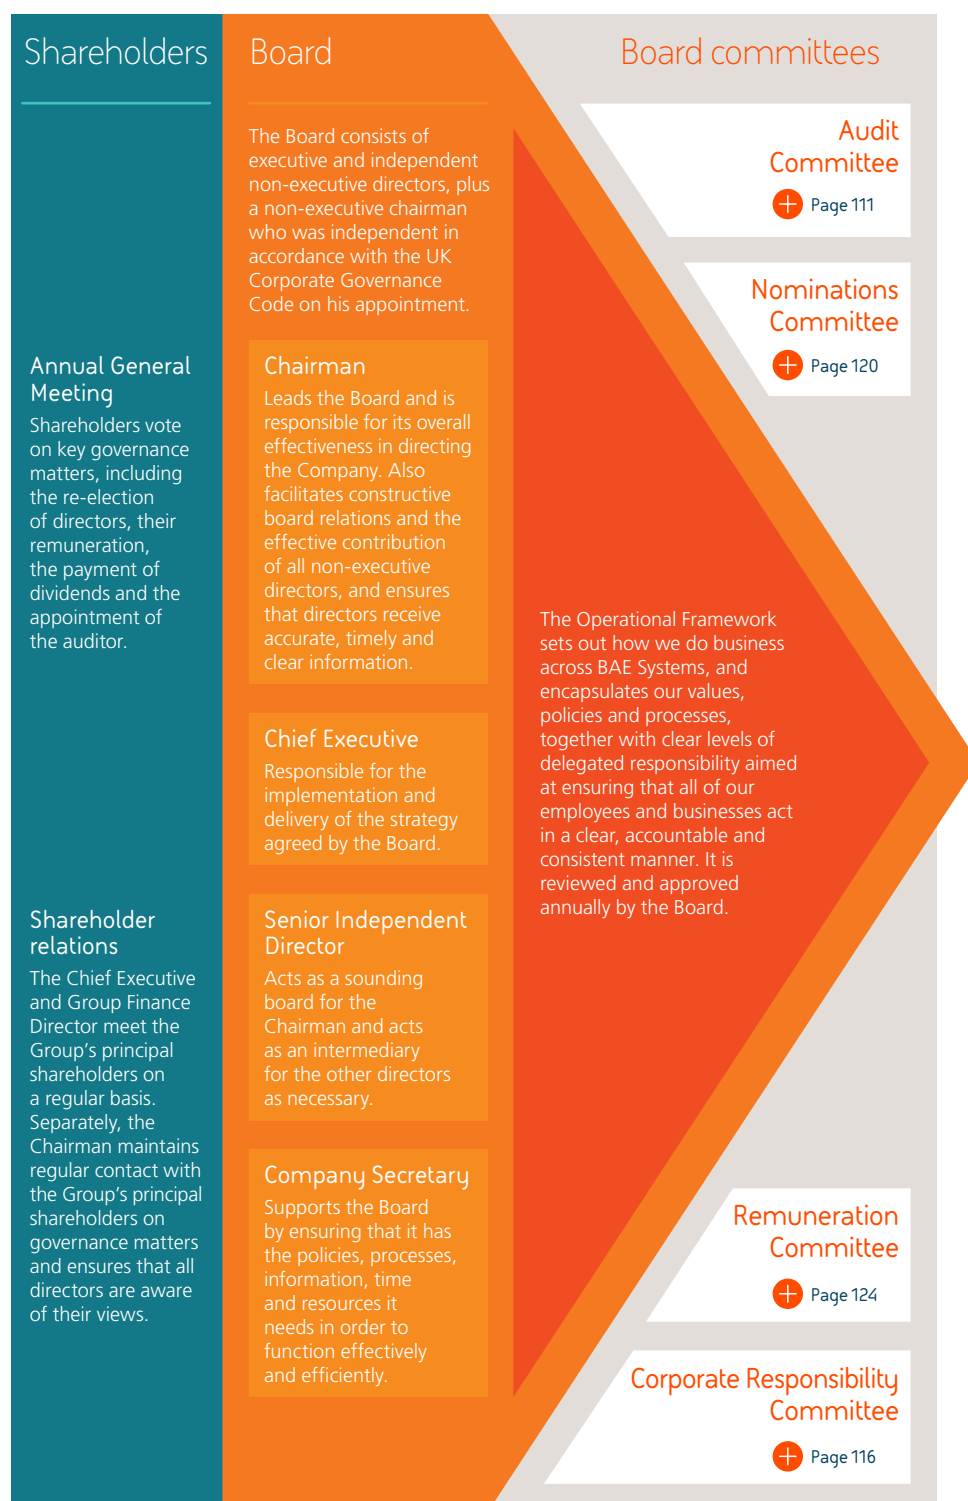 Shareholders
Annual General
Meeting
Shareholders vote
on key governance
matters, including
the re-election
of directors, their
remuneration,
the payment of
dividends and the
appointment of
the auditor.
Shareholder
relations
The Chief Executive
and Group Finance
Director meet the
Group’s principal
shareholders on
a regular basis.
Separately, the
Chairman maintains
regular contact with
the Group’s principal
shareholders on
governance matters
and ensures that all
directors are aware
of their views.
Board
The Board consists of
executive and independent
non-executive directors, plus
a non-executive chairman
who was independent in
accordance with the UK
Corporate Governance
Code on his appointment.
Chairman
Leads the Board and is
responsible for its overall
effectiveness in directing
the Company. Also
facilitates constructive
board relations and the
effective contribution
of all non-executive
directors, and ensures
that directors receive
accurate, timely and
clear information.
Chief Executive
Responsible for the
implementation and
delivery of the strategy
agreed by the Board.
Senior Independent
Director
Acts as a sounding
board for the
Chairman and acts
as an intermediary
for the other directors
as necessary.
Company Secretary
Supports the Board
by ensuring that it has
the policies, processes,
information, time
and resources it
needs in order to
function effectively
and efficiently.
The Operational Framework
sets out how we do business
across BAE Systems, and
encapsulates our values,
policies and processes,
together with clear levels of
delegated responsibility aimed
at ensuring that all of our
employees and businesses act
in a clear, accountable and
consistent manner. It is
reviewed and approved
annually by the Board.
Board committees
Audit
Committee
Page 111
Nominations
Committee
Page 120
Remuneration
Committee
Page 124
Corporate Responsibility
Committee
Page 116